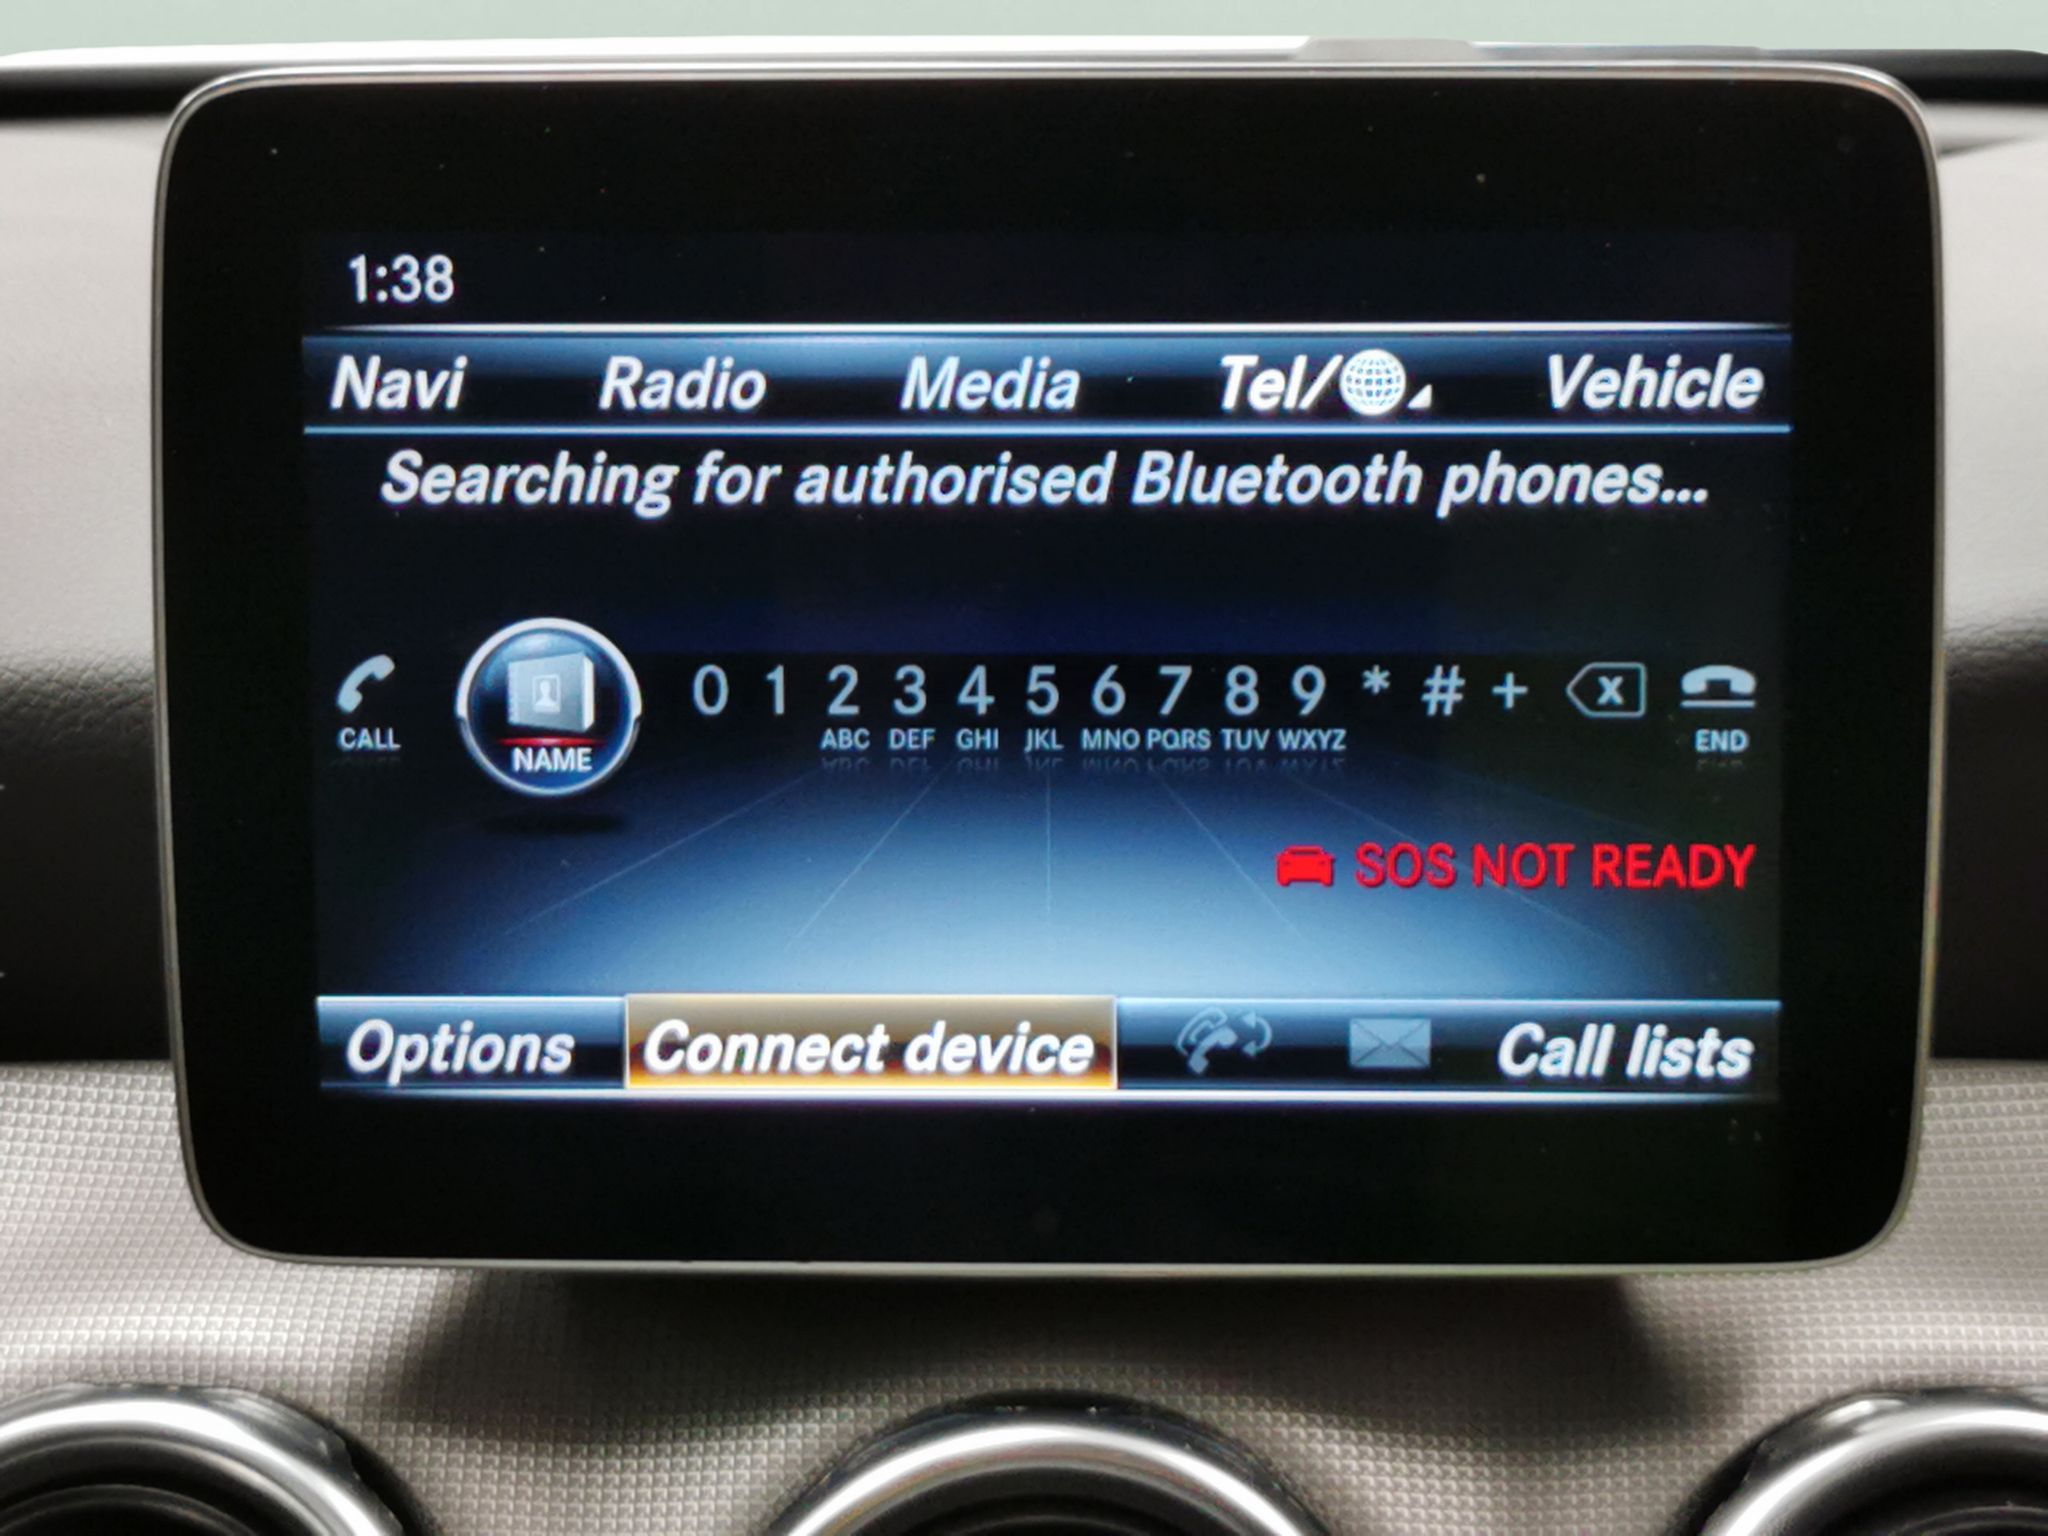 1:38
Navi Radio Media Tel/ Vehicle
Searching for authorised Bluetooth phones...
0 1 2 3 4 5 6 7 8 9 * # + x
CALL NAME ABC DEF GHI JKL MNO PQRS TUV WXYZ END
SOS NOT READY
Options Connect device Call lists